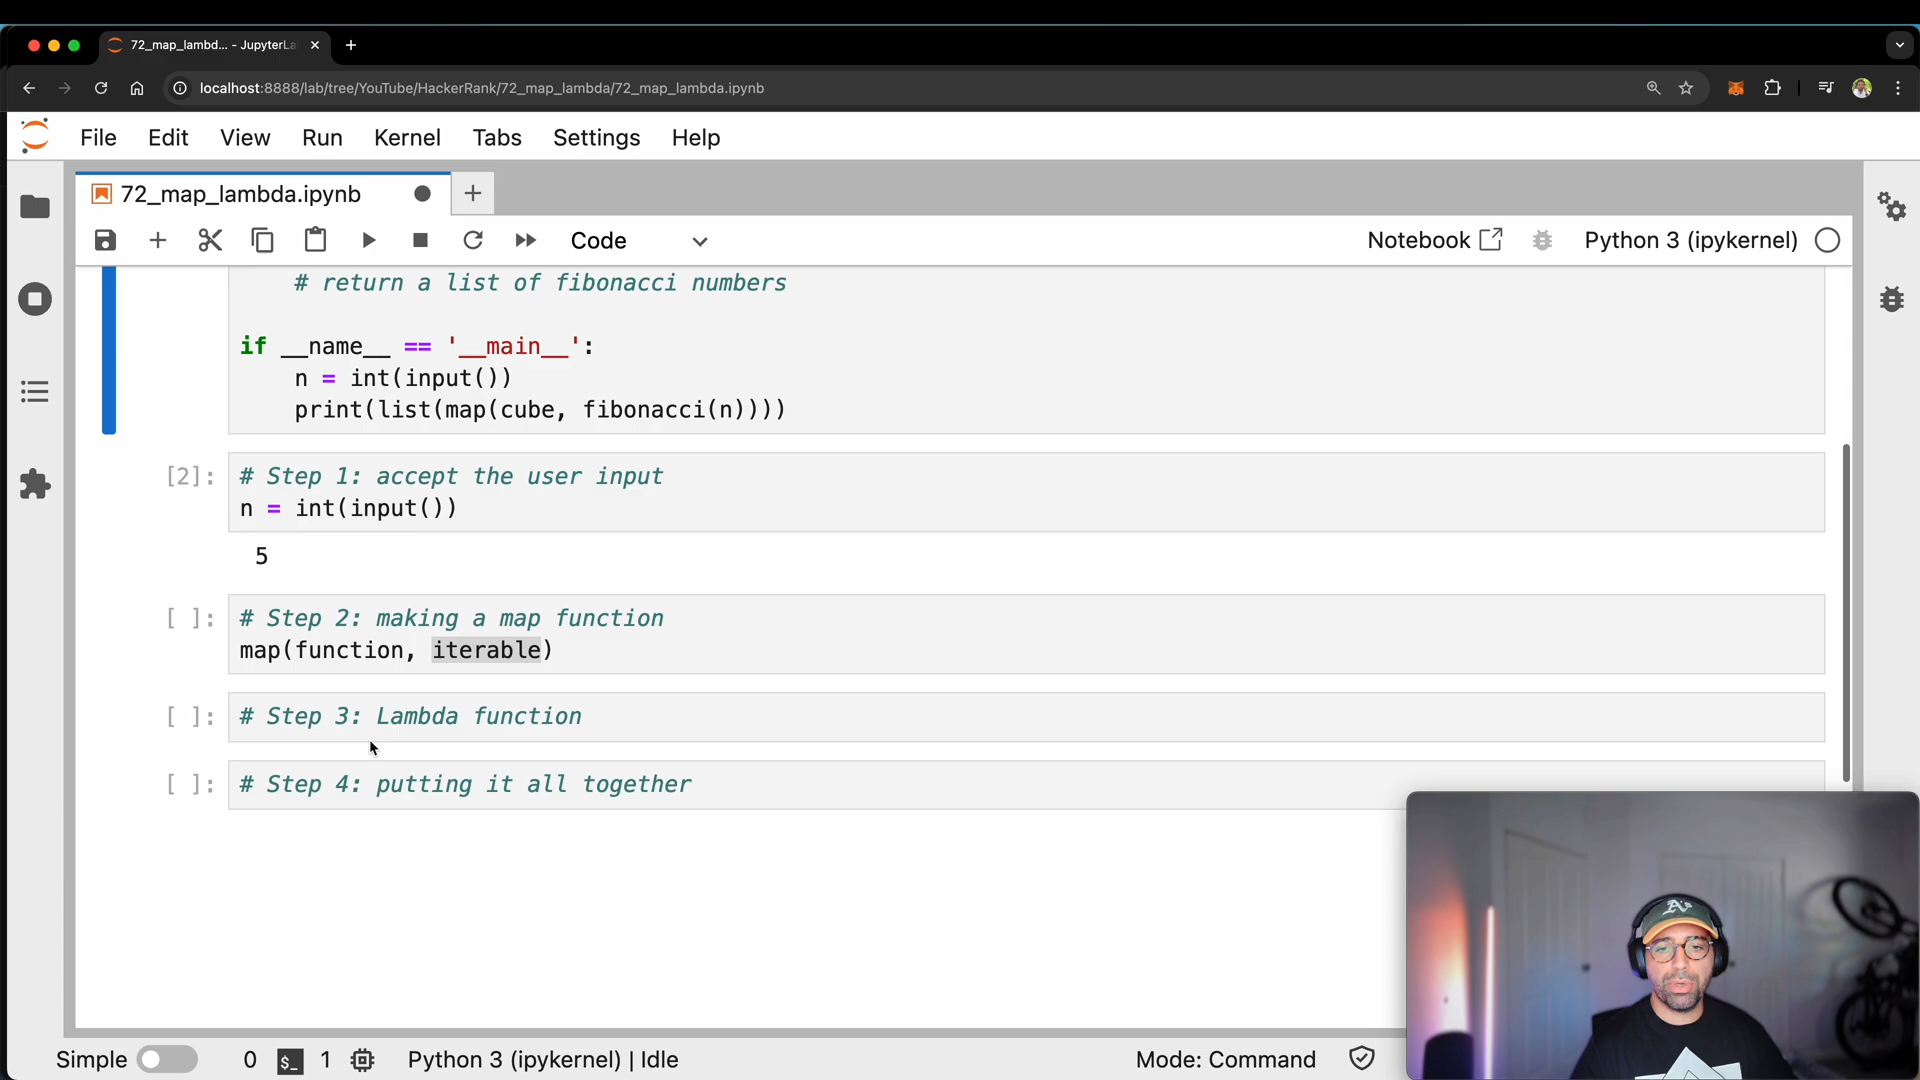 72_map_lambd... - JupyterLa
localhost:8888/lab/tree/YouTube/HackerRank/72_map_lambda/72_map_lambda.ipynb
File Edit View Run Kernel Tabs Settings Help
72_map_lambda.ipynb
Code
Notebook
Python 3 (ipykernel)
# return a list of fibonacci numbers
if __name__ == '__main__':
n = int(input())
print(list(map(cube, fibonacci(n))))
[2]: # Step 1: accept the user input
n = int(input())
5
[ ]: # Step 2: making a map function
map(function, iterable)
[ ]: # Step 3: Lambda function
[ ]: # Step 4: putting it all together
A's
Simple 0 $_ 1 Python 3 (ipykernel) | Idle Mode: Command